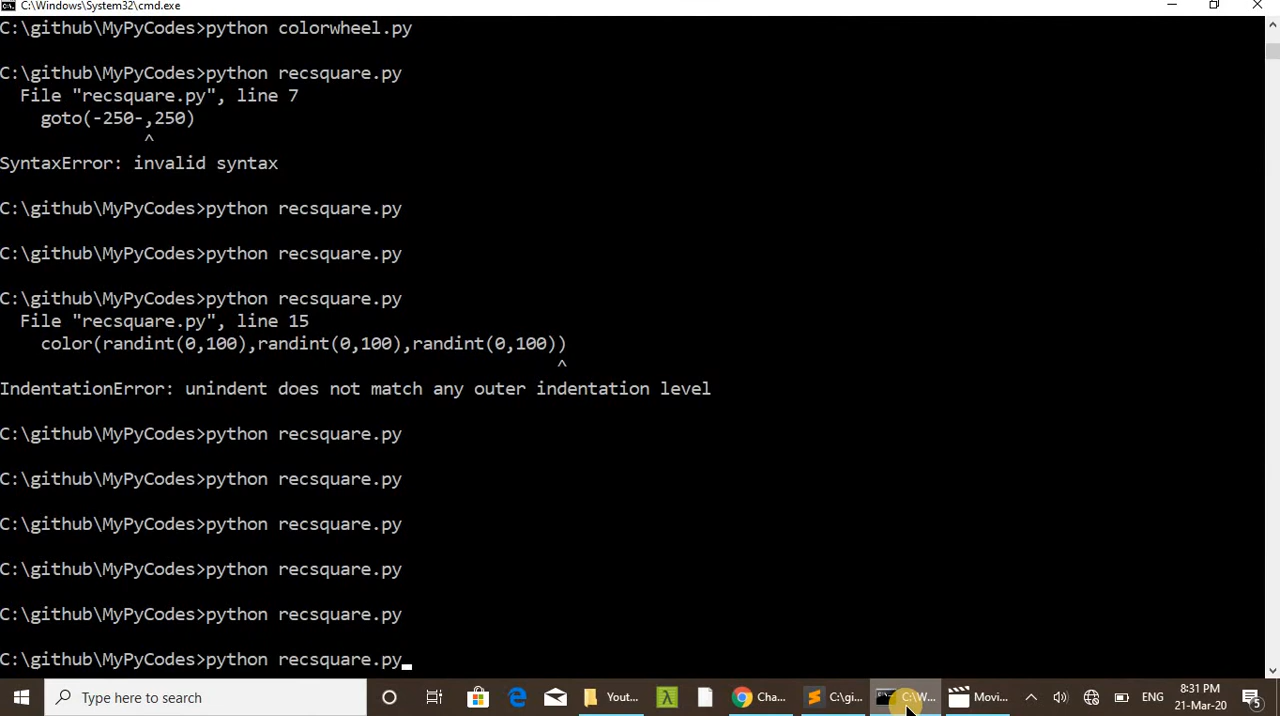 C:\Windows\System32\cmd.exe
C:\github\MyPyCodes>python colorwheel.py
C:\github\MyPyCodes>python recsquare.py
File "recsquare.py", line 7
goto(-250-,250)
^
SyntaxError: invalid syntax
C:\github\MyPyCodes>python recsquare.py
C:\github\MyPyCodes>python recsquare.py
C:\github\MyPyCodes>python recsquare.py
File "recsquare.py", line 15
color(randint(0,100),randint(0,100),randint(0,100))
^
IndentationError: unindent does not match any outer indentation level
C:\github\MyPyCodes>python recsquare.py
C:\github\MyPyCodes>python recsquare.py
C:\github\MyPyCodes>python recsquare.py
C:\github\MyPyCodes>python recsquare.py
C:\github\MyPyCodes>python recsquare.py
C:\github\MyPyCodes>python recsquare.py
Type here to search Yout... Cha... C:\gi... C:\W... Movi... ENG 8:31 PM
21-Mar-20 5